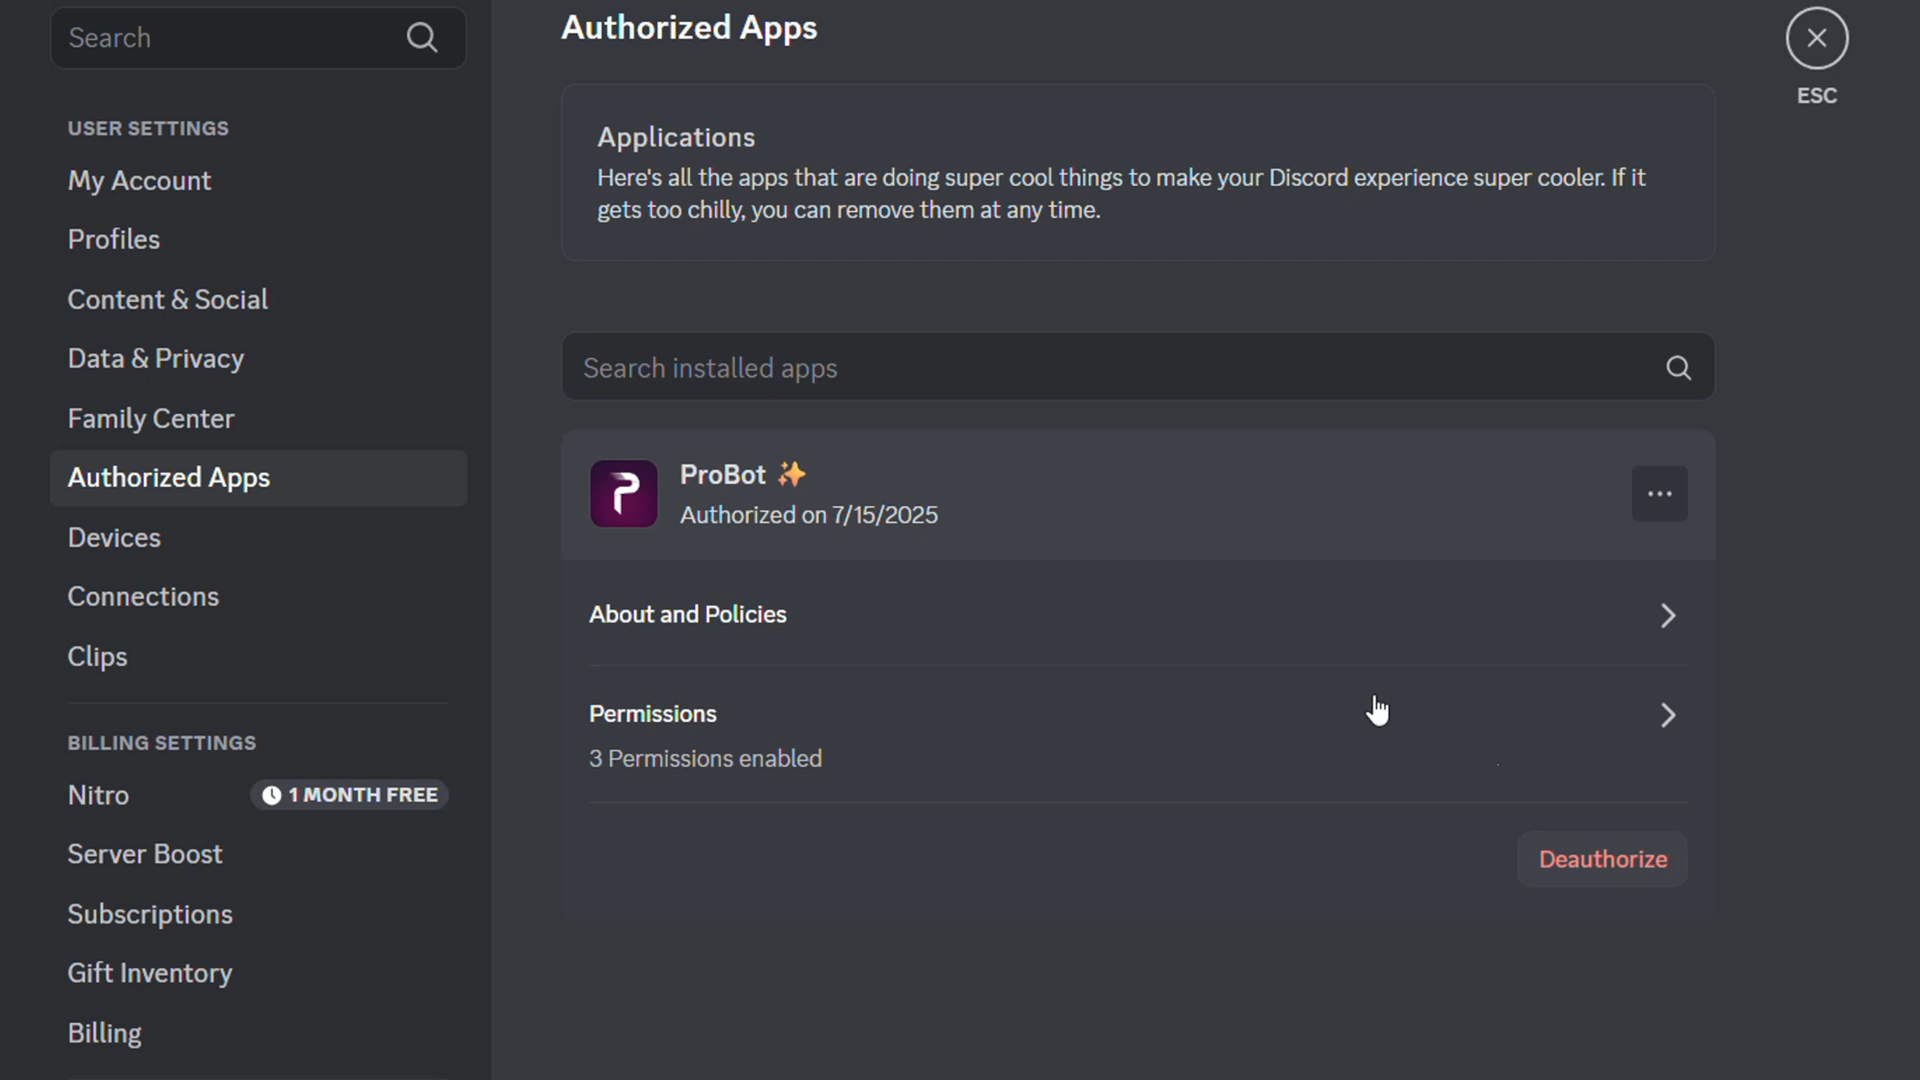 Search
USER SETTINGS
My Account
Profiles
Content & Social
Data & Privacy
Family Center
Authorized Apps
Devices
Connections
Clips
BILLING SETTINGS
Nitro
1 MONTH FREE
Server Boost
Subscriptions
Gift Inventory
Billing
Authorized Apps
Applications
Here's all the apps that are doing super cool things to make your Discord experience super cooler. If it
gets too chilly, you can remove them at any time.
Search installed apps
ProBot ✨
Authorized on 7/15/2025
About and Policies
Permissions
3 Permissions enabled
Deauthorize
ESC